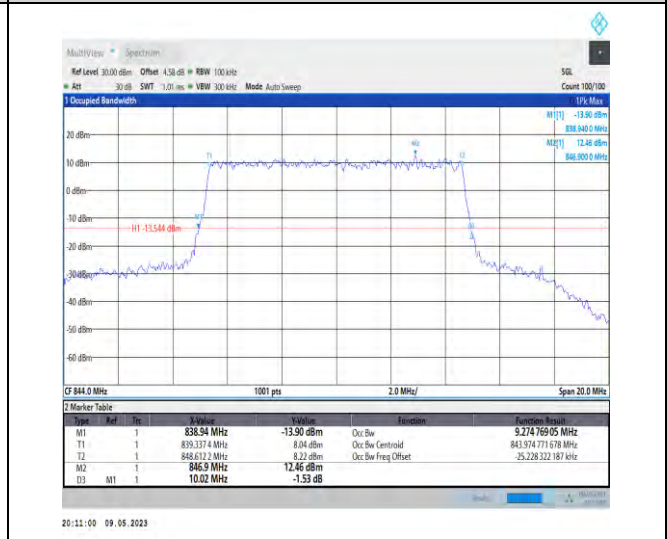 MultiView Spectrum
Ref Level 30.00 dBm Offset 4.58 dB RBW 100 kHz SGL
Att 30 dB SWT 1.01 ms VBW 300 kHz Mode Auto Sweep Count 100/100
1 Occupied Bandwidth 1Pk Max
M1[1] -13.90 dBm
838.940 0 MHz
M2[1] 12.46 dBm
846.900 0 MHz
20 dBm
10 dBm
0 dBm
-10 dBm
-20 dBm
-30 dBm
-40 dBm
-50 dBm
-60 dBm
T1
M2
T2
M1
H1 -13.544 dBm
D3
CF 844.0 MHz 1001 pts 2.0 MHz/ Span 20.0 MHz
2 Marker Table
Type Ref Trc X-Value Y-Value Function Function Result
M1 1 838.94 MHz -13.90 dBm Occ Bw 9.274 769 05 MHz
T1 1 839.337 4 MHz 8.04 dBm Occ Bw Centroid 843.974 771 678 MHz
T2 1 848.612 2 MHz 8.22 dBm Occ Bw Freq Offset -25.228 322 187 kHz
M2 1 846.9 MHz 12.46 dBm
D3 M1 1 10.02 MHz -1.53 dB
20:11:00 09.05.2023